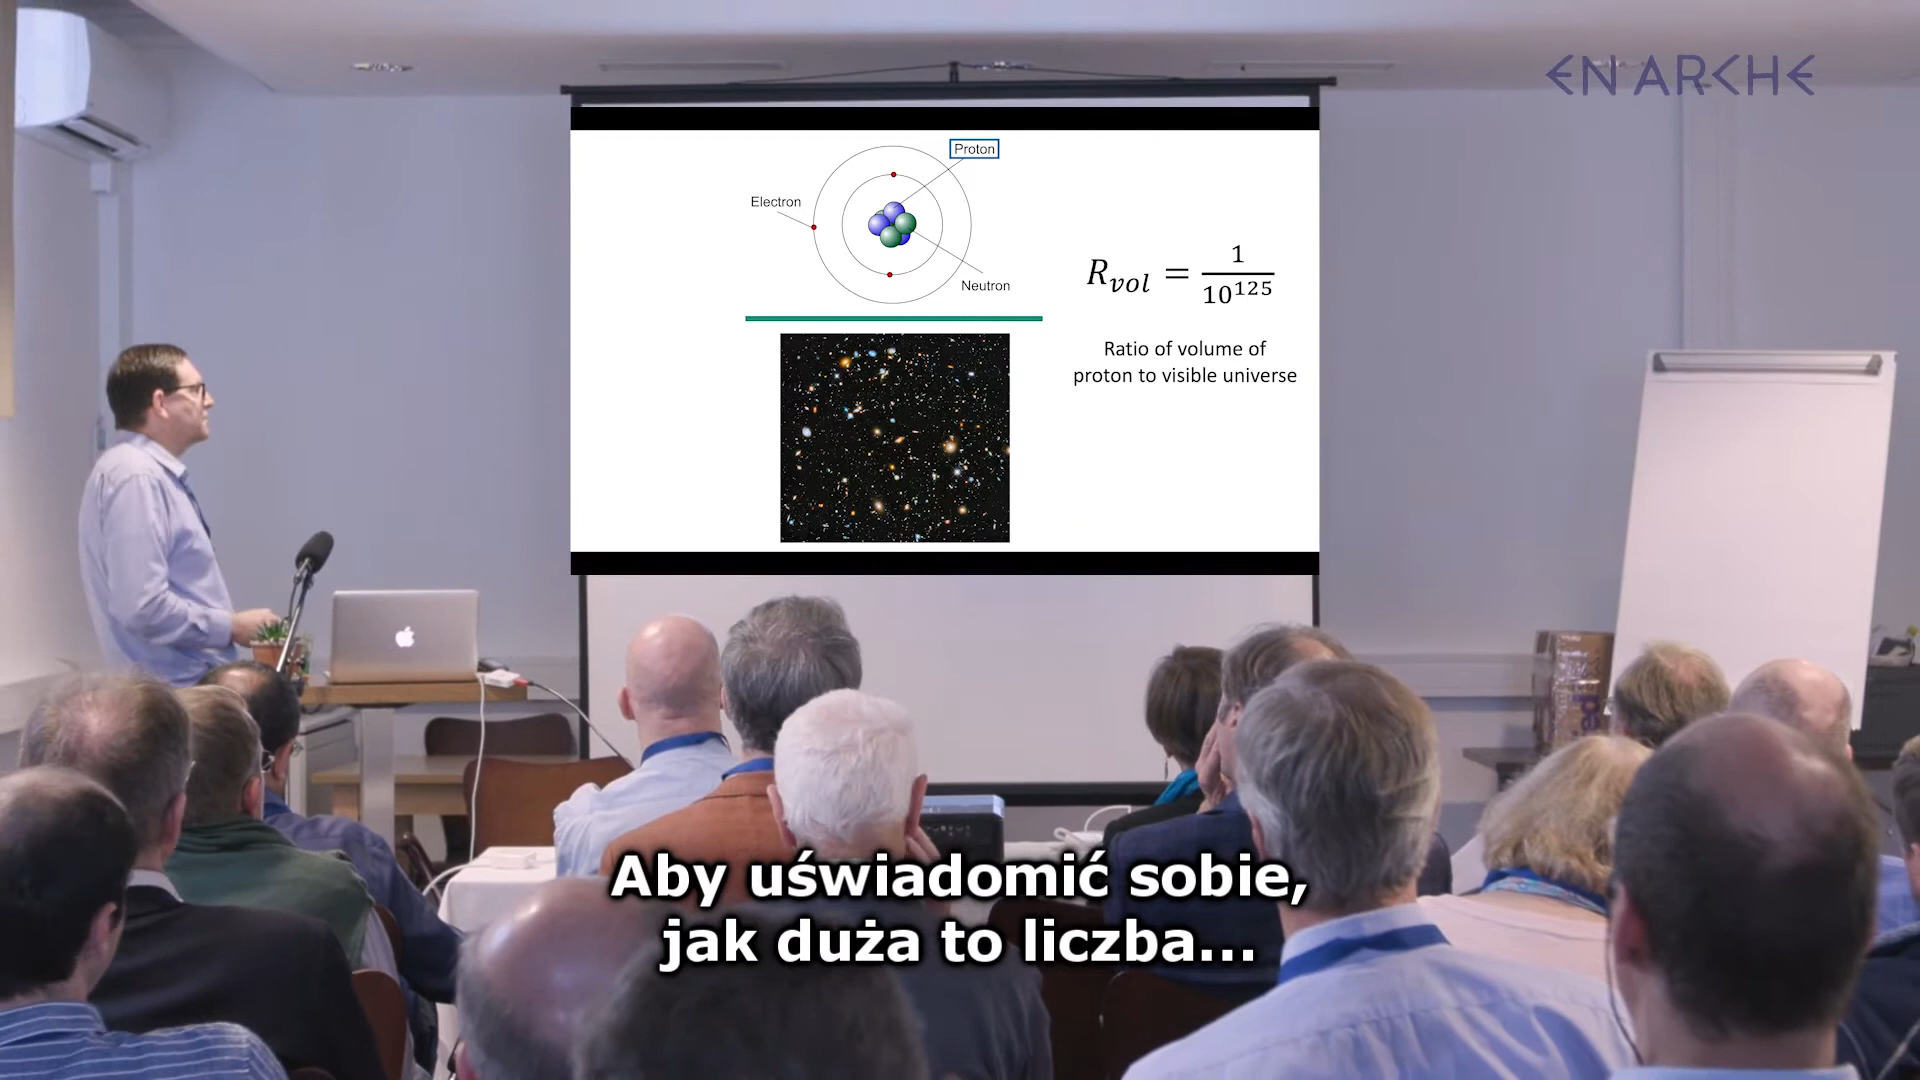 EN ARCHE
Proton
Electron
Neutron
R_vol = 1/10^125
Ratio of volume of
proton to visible universe
Aby uświadomić sobie,
jak duża to liczba...